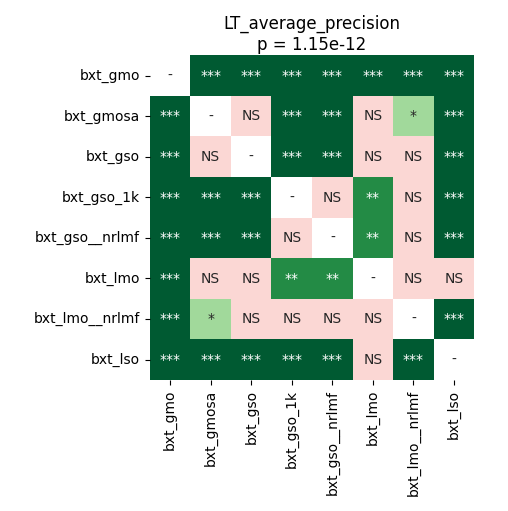 LT_average_precision
p = 1.15e-12
bxt_gmo - *** *** *** *** *** *** ***
bxt_gmosa *** - NS *** *** NS * ***
bxt_gso *** NS - *** *** NS NS ***
bxt_gso_1k *** *** *** - NS ** NS ***
bxt_gso__nrlmf *** *** *** NS - ** NS ***
bxt_lmo *** NS NS ** ** - NS NS
bxt_lmo__nrlmf *** * NS NS NS NS - ***
bxt_lso *** *** *** *** *** NS *** -
bxt_gmo
bxt_gmosa
bxt_gso
bxt_gso_1k
bxt_gso__nrlmf
bxt_lmo
bxt_lmo__nrlmf
bxt_lso